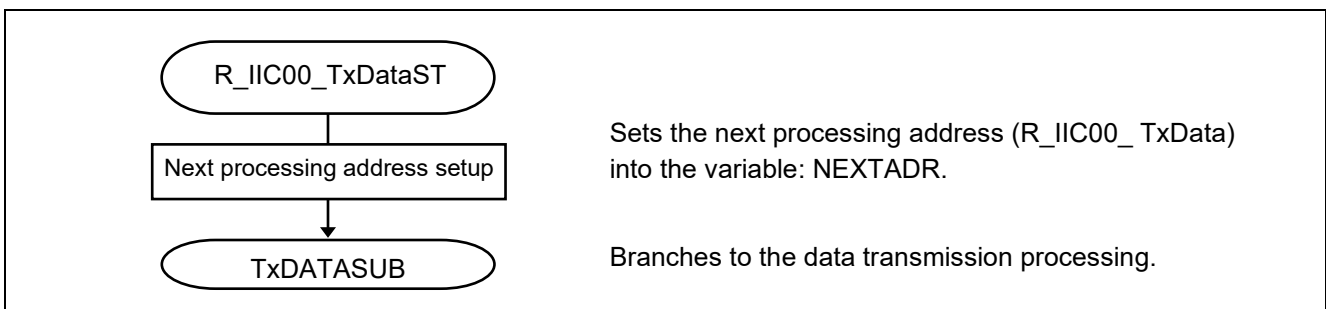 R_IIC00_TxDataST
Next processing address setup
Sets the next processing address (R_IIC00_ TxData)
into the variable: NEXTADR.
TxDATASUB
Branches to the data transmission processing.